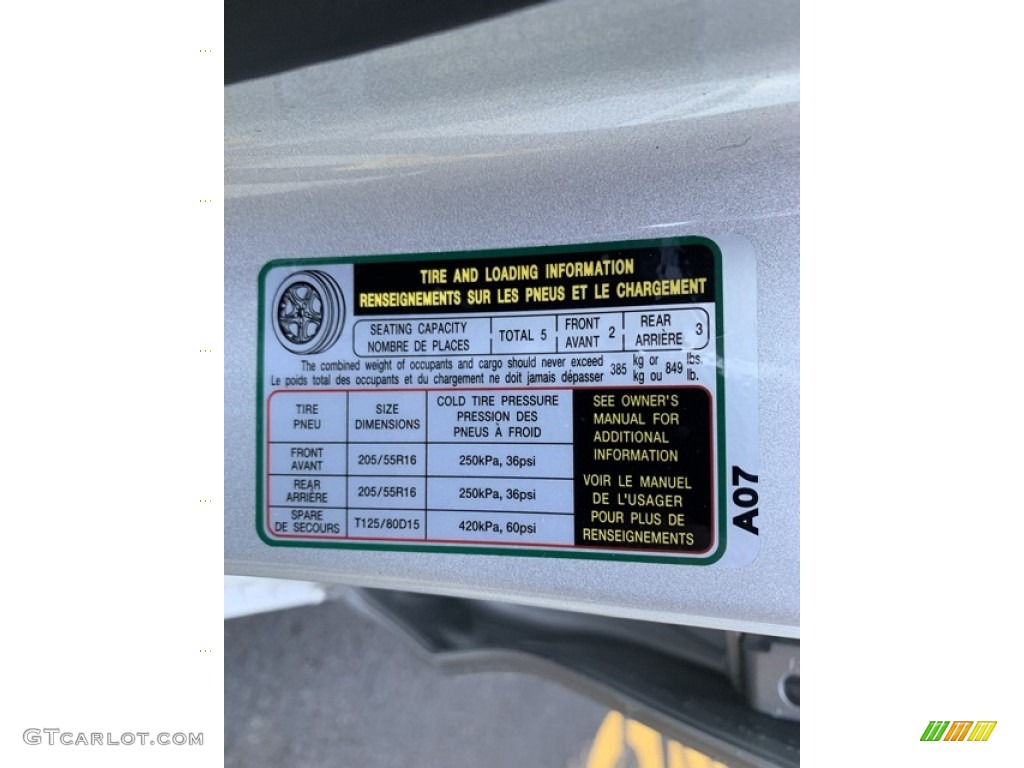 TIRE AND LOADING INFORMATION
RENSEIGNEMENTS SUR LES PNEUS ET LE CHARGEMENT
SEATING CAPACITY
NOMBRE DE PLACES
TOTAL 5
FRONT
AVANT
2
REAR
ARRIÈRE
3
The combined weight of occupants and cargo should never exceed 385 kg or 849 lbs.
Le poids total des occupants et du chargement ne doit jamais dépasser 385 kg ou 849 lb.
TIRE
PNEU
SIZE
DIMENSIONS
COLD TIRE PRESSURE
PRESSION DES
PNEUS À FROID
FRONT
AVANT
205/55R16
250kPa, 36psi
REAR
ARRIÈRE
205/55R16
250kPa, 36psi
SPARE
DE SECOURS
T125/80D15
420kPa, 60psi
SEE OWNER'S
MANUAL FOR
ADDITIONAL
INFORMATION
VOIR LE MANUEL
DE L'USAGER
POUR PLUS DE
RENSEIGNEMENTS
A07
GTCARLOT.COM